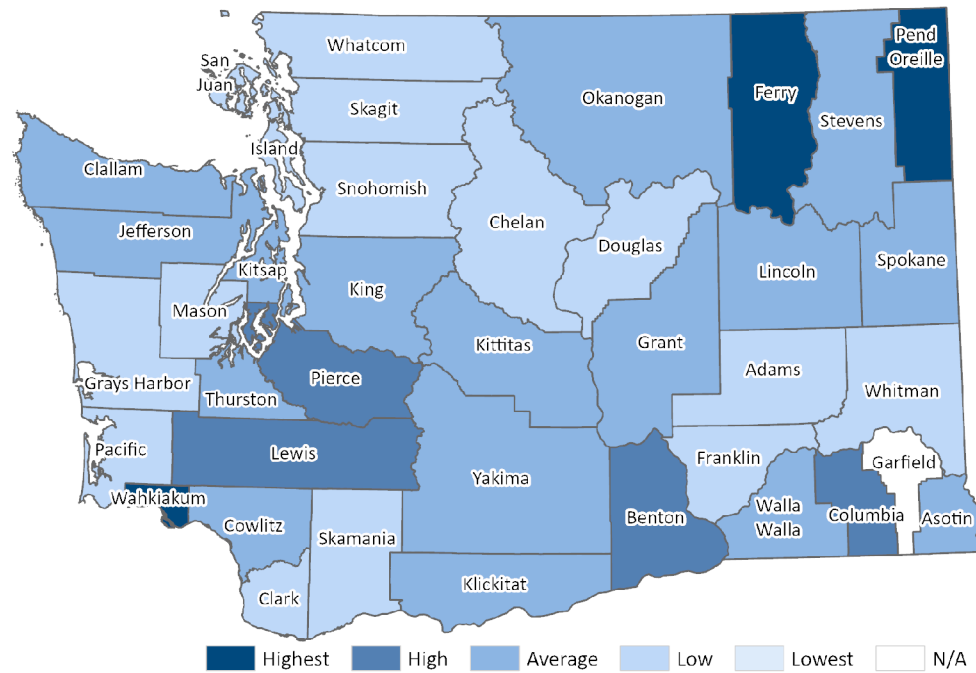 Whatcom
San
Juan
Skagit
Island
Snohomish
Okanogan
Ferry
Stevens
Pend
Oreille
Clallam
Jefferson
Kitsap
Chelan
Douglas
King
Mason
Lincoln
Spokane
Grant
Kittitas
Adams
Grays Harbor
Thurston
Pierce
Whitman
Pacific
Lewis
Yakima
Franklin
Garfield
Wahkiakum
Cowlitz
Skamania
Benton
Walla
Walla
Columbia
Asotin
Clark
Klickitat
Highest
High
Average
Low
Lowest
N/A